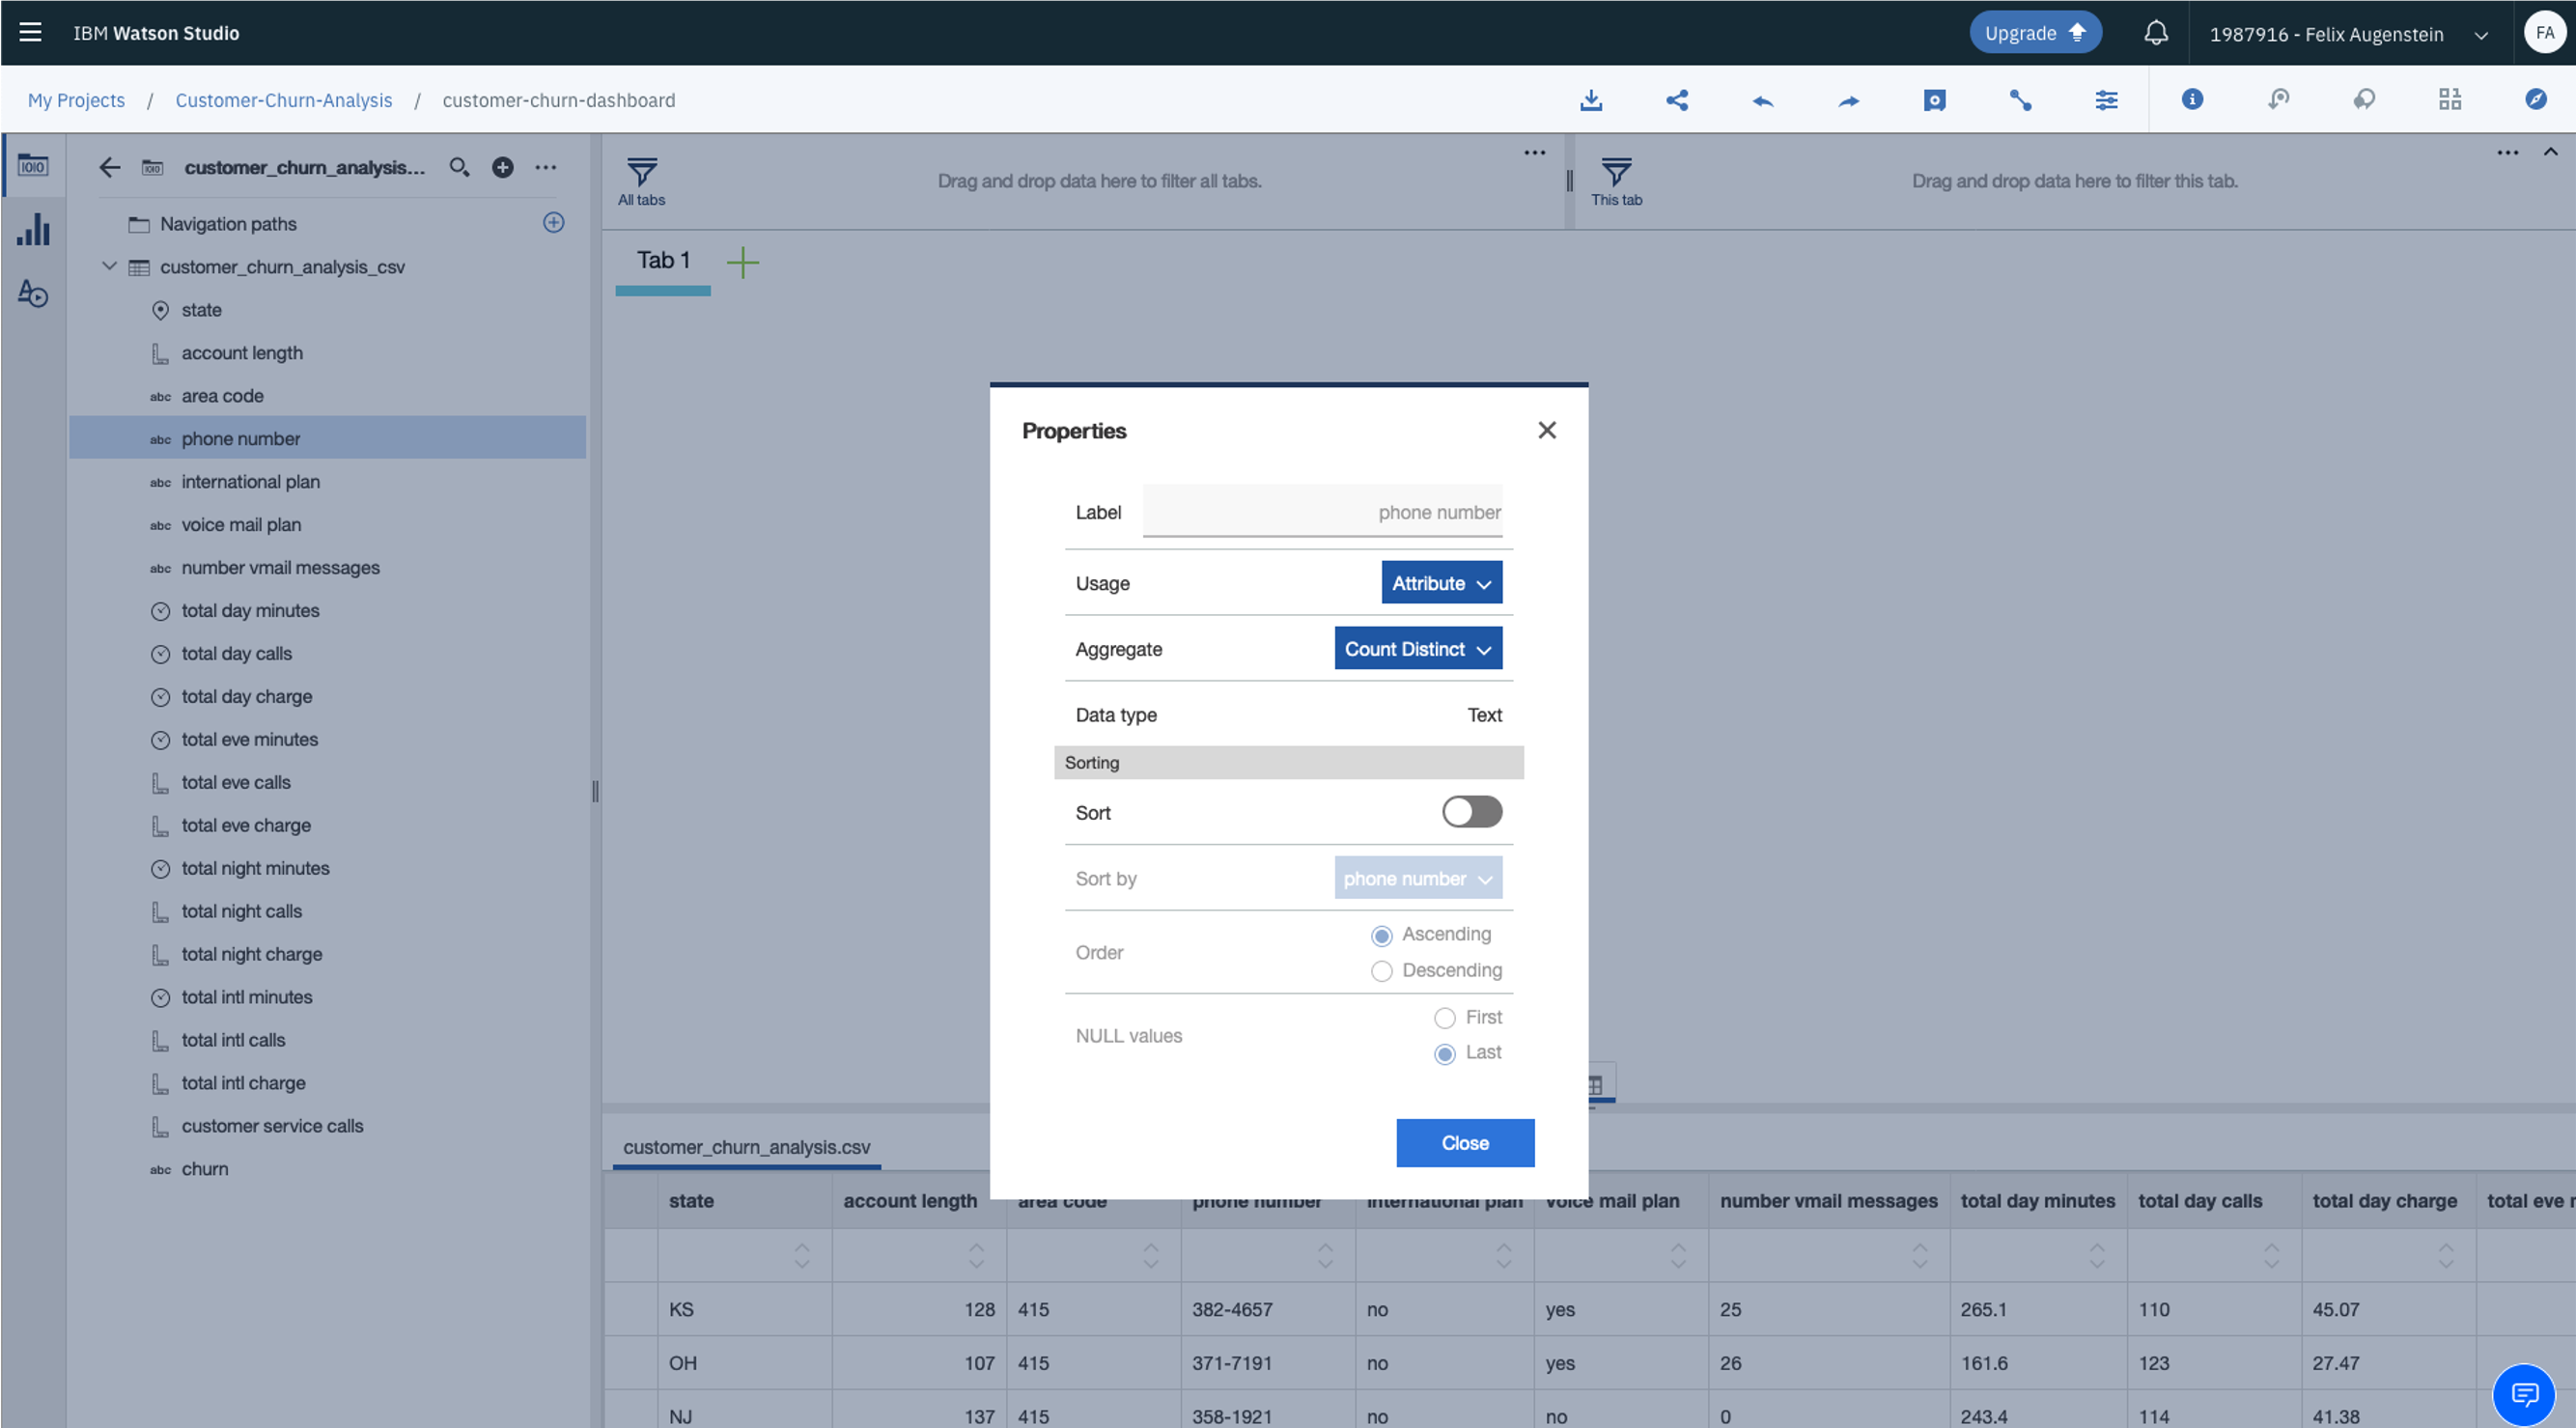 IBM Watson Studio
Upgrade
1987916 - Felix Augenstein
FA
My Projects / Customer-Churn-Analysis / customer-churn-dashboard
customer_churn_analysis...
Navigation paths
customer_churn_analysis_csv
state
account length
abc area code
abc phone number
abc international plan
abc voice mail plan
abc number vmail messages
total day minutes
total day calls
total day charge
total eve minutes
total eve calls
total eve charge
total night minutes
total night calls
total night charge
total intl minutes
total intl calls
total intl charge
customer service calls
abc churn
All tabs
Drag and drop data here to filter all tabs.
This tab
Drag and drop data here to filter this tab.
Tab 1
Properties
Label phone number
Usage Attribute
Aggregate Count Distinct
Data type Text
Sorting
Sort
Sort by phone number
Order Ascending
Descending
NULL values First
Last
Close
customer_churn_analysis.csv
state account length area code phone number international plan voice mail plan number vmail messages total day minutes total day calls total day charge total eve
KS 128 415 382-4657 no yes 25 265.1 110 45.07
OH 107 415 371-7191 no yes 26 161.6 123 27.47
NJ 137 415 358-1921 no no 0 243.4 114 41.38